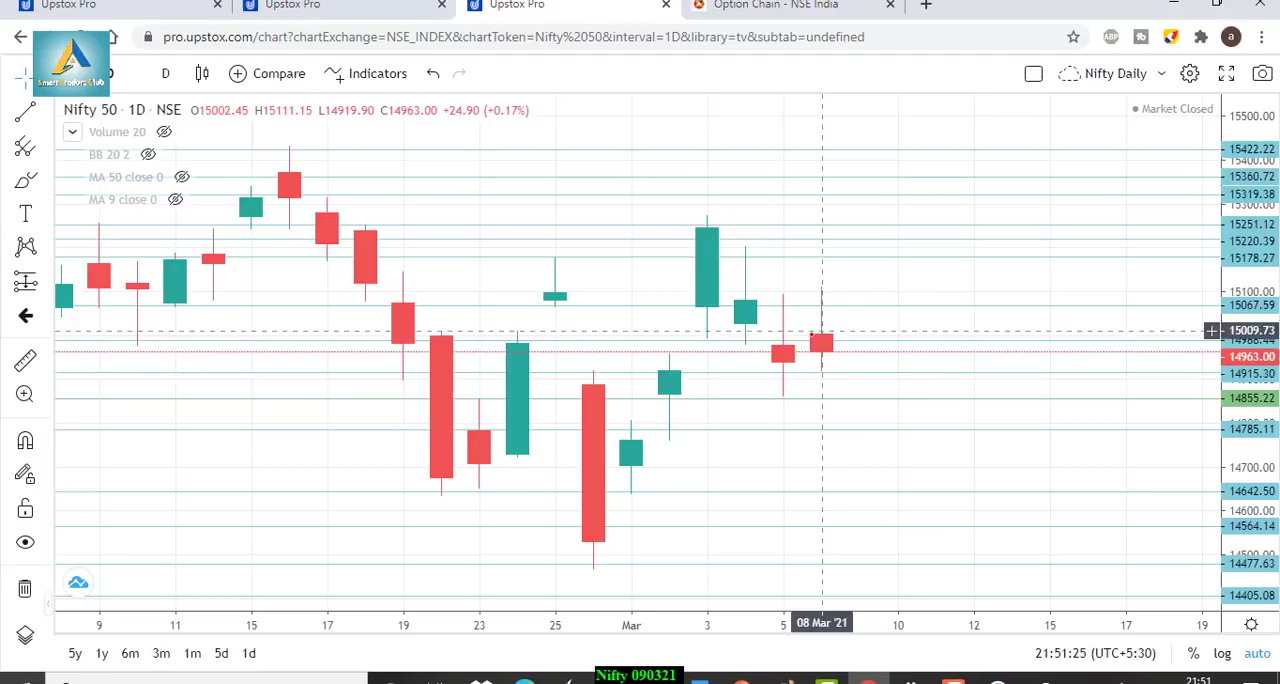 Upstox Pro
Upstox Pro
Upstox Pro
Option Chain - NSE India
pro.upstox.com/chart?chartExchange=NSE_INDEX&chartToken=Nifty%2050&interval=1D&library=tv&subtab=undefined
ABP
a
Smart Traders Club
D
Compare
Indicators
Nifty Daily
Nifty 50 · 1D · NSE O15002.45 H15111.15 L14919.90 C14963.00 +24.90 (+0.17%)
Market Closed
Volume 20
BB 20 2
MA 50 close 0
MA 9 close 0
15500.00
15422.22
15400.00
15360.72
15319.38
15300.00
15251.12
15220.39
15178.27
15100.00
15067.59
15009.73
14988.44
14963.00
14915.30
14855.22
14785.11
14700.00
14642.50
14600.00
14564.14
14500.00
14477.63
14405.08
9 11 15 17 19 23 25 Mar 3 5 08 Mar '21 10 12 15 17 19
5y 1y 6m 3m 1m 5d 1d
21:51:25 (UTC+5:30) % log auto
Nifty 090321
21:51